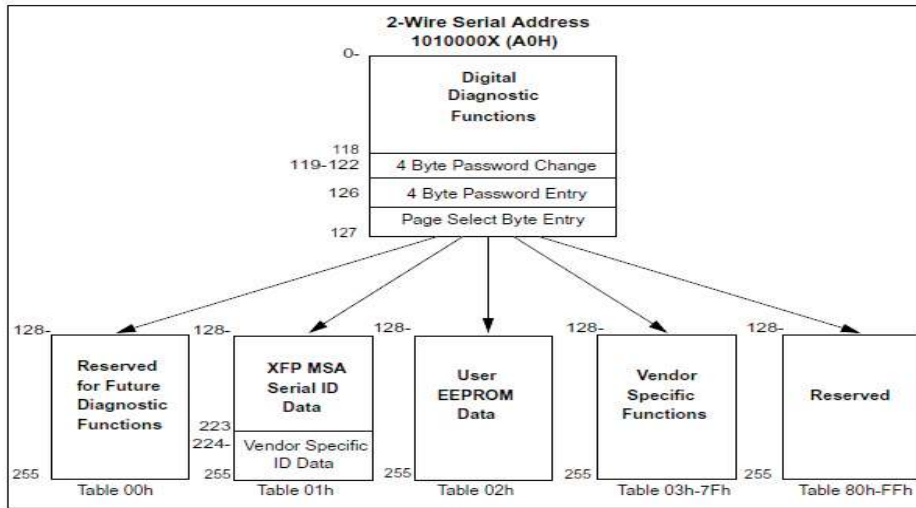 2-Wire Serial Address
1010000X (A0H)
0-
Digital
Diagnostic
Functions
118
119-122
4 Byte Password Change
126
4 Byte Password Entry
Page Select Byte Entry
127
128-
Reserved
for Future
Diagnostic
Functions
255
Table 00h
128-
XFP MSA
Serial ID
Data
223
224-
Vendor Specific
ID Data
255
Table 01h
128-
User
EEPROM
Data
255
Table 02h
128-
Vendor
Specific
Functions
255
Table 03h-7Fh
128-
Reserved
255
Table 80h-FFh